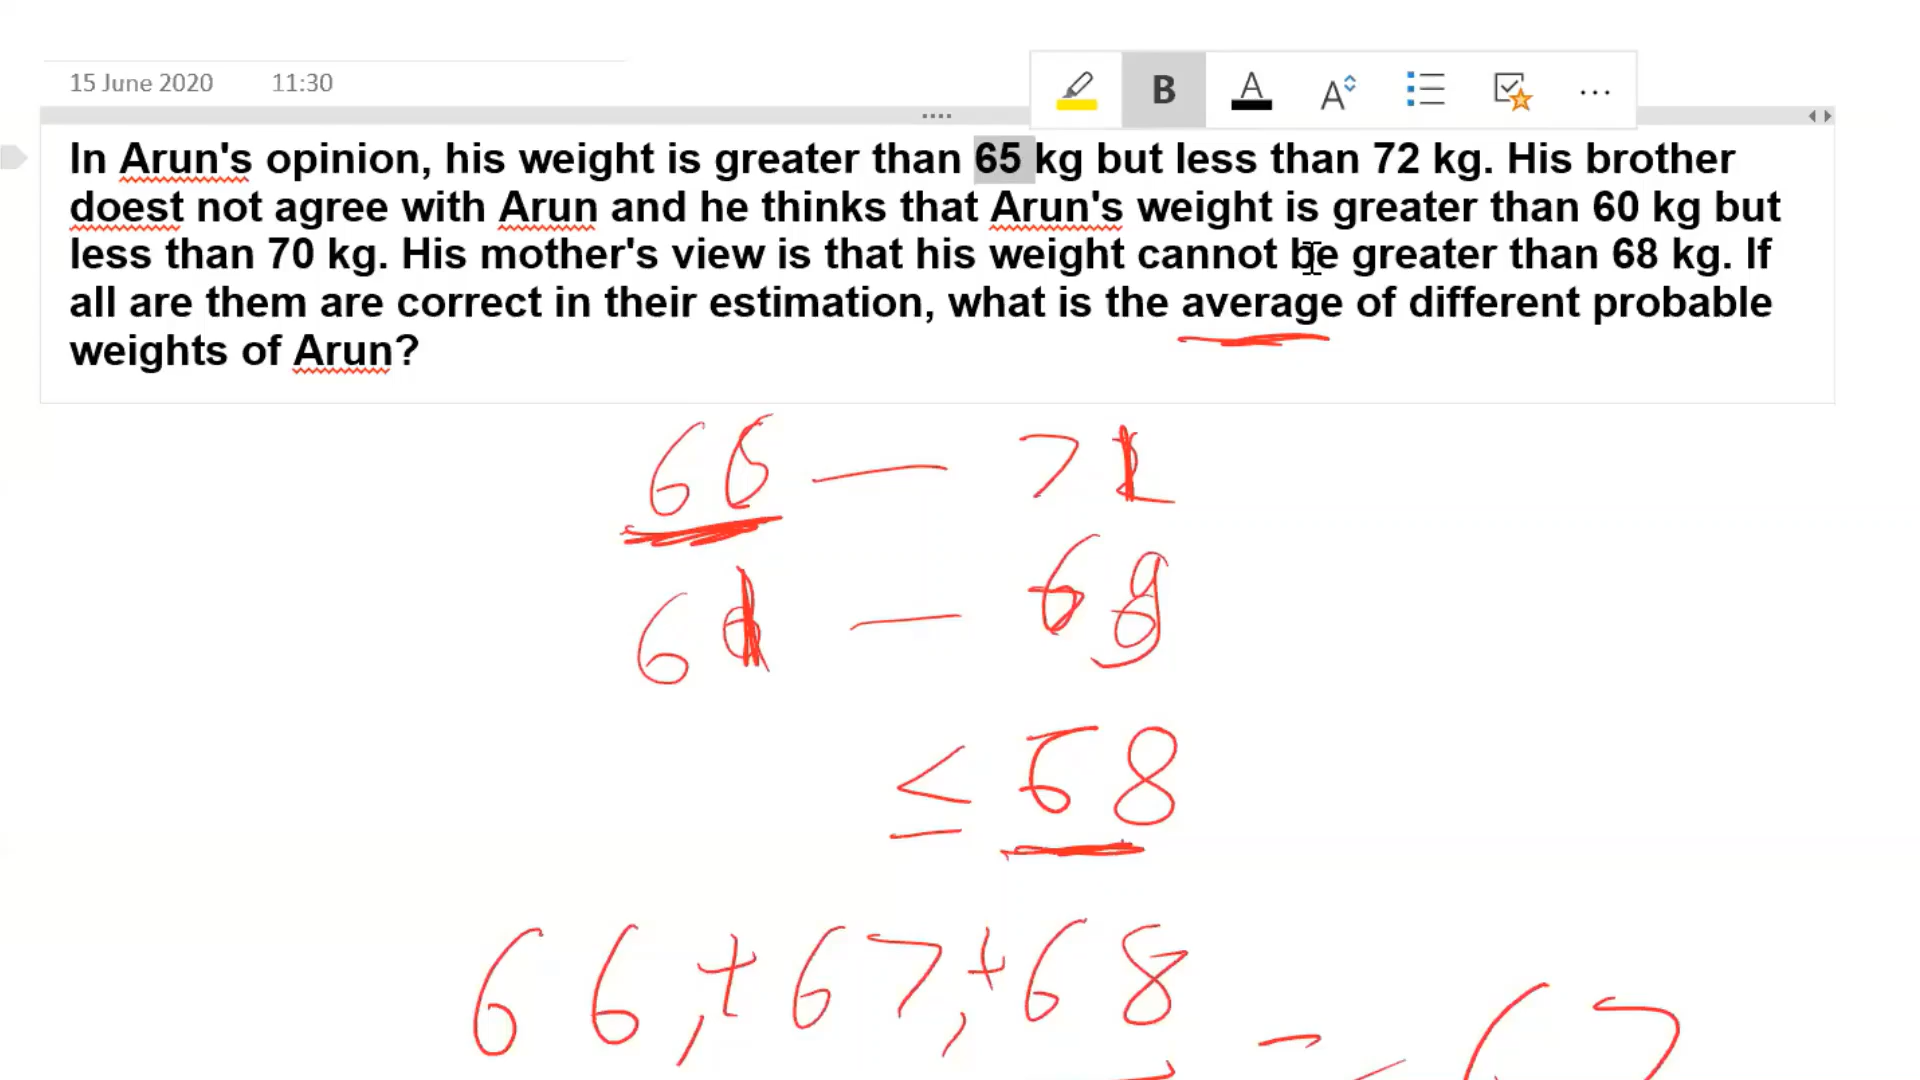 15 June 2020 11:30
B A A ...
In Arun's opinion, his weight is greater than 65 kg but less than 72 kg. His brother
doest not agree with Arun and he thinks that Arun's weight is greater than 60 kg but
less than 70 kg. His mother's view is that his weight cannot be greater than 68 kg. If
all are them are correct in their estimation, what is the average of different probable
weights of Arun?
66 — 71
61 — 69
≤ 68
66, + 67, + 68 = 67